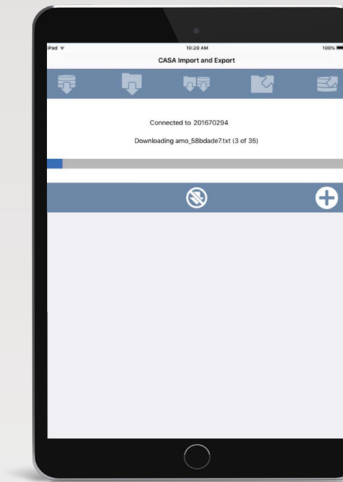 iPad
10:20 AM
100%
CASA Import and Export
Connected to 201670294
Downloading amo_58bdade7.txt (3 of 35)